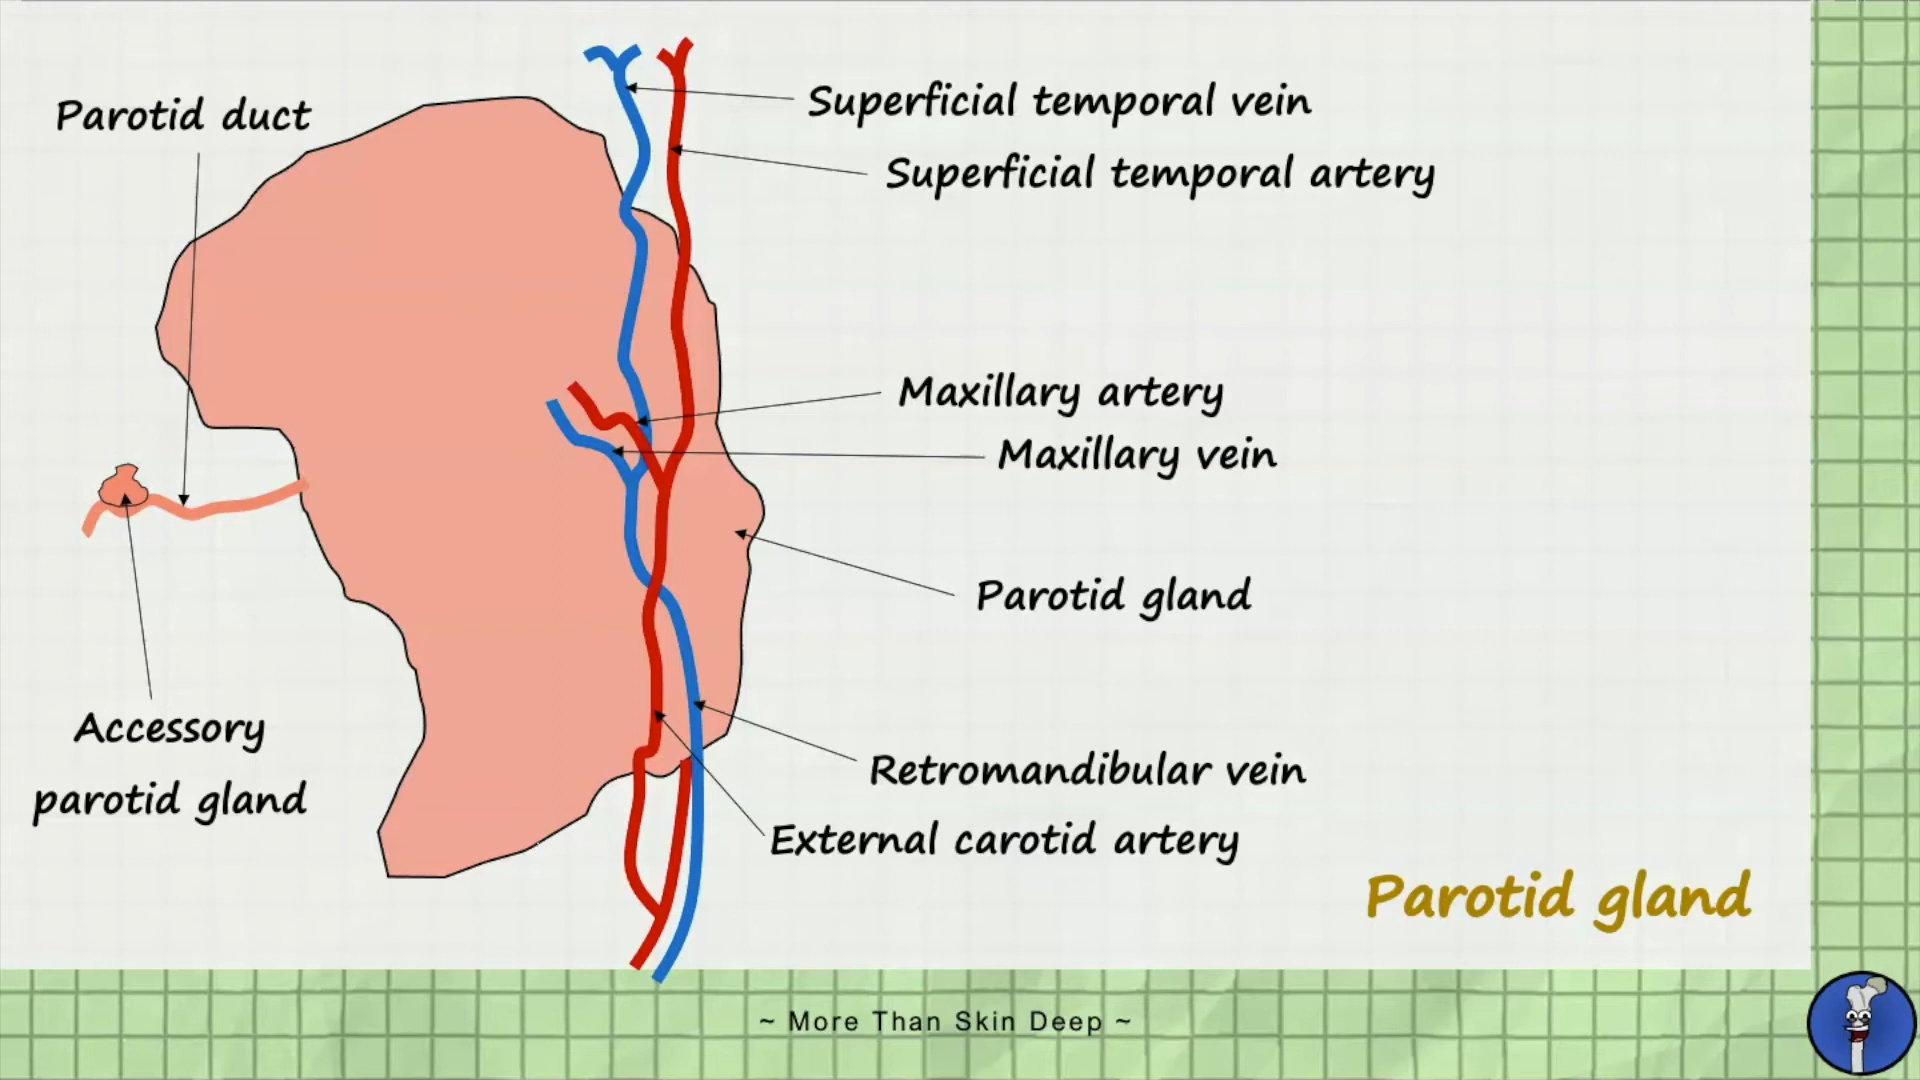 Parotid duct
Superficial temporal vein
Superficial temporal artery
Maxillary artery
Maxillary vein
Parotid gland
Accessory
parotid gland
Retromandibular vein
External carotid artery
Parotid gland
~ More Than Skin Deep ~